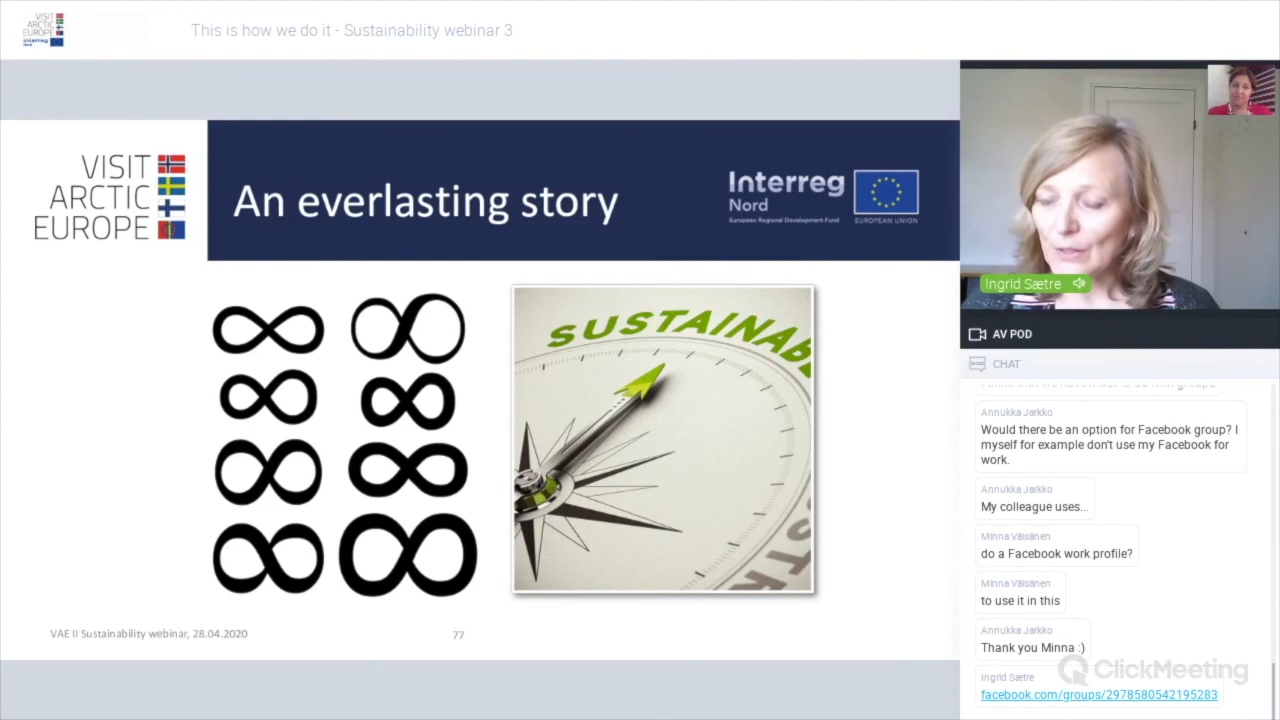 VISIT
ARCTIC
EUROPE
Interreg
Nord
This is how we do it - Sustainability webinar 3
VISIT
ARCTIC
EUROPE
An everlasting story
Interreg
Nord
European Regional Development Fund
EUROPEAN UNION
SUSTAINAb
VAE II Sustainability webinar, 28.04.2020
77
Ingrid Sætre
AV POD
CHAT
Annukka Jarkko
Would there be an option for Facebook group? I
myself for example don't use my Facebook for
work.
Annukka Jarkko
My colleague uses...
Minna Väisänen
do a Facebook work profile?
Minna Väisänen
to use it in this
Annukka Jarkko
Thank you Minna :)
ClickMeeting
Ingrid Sætre
facebook.com/groups/2978580542195283